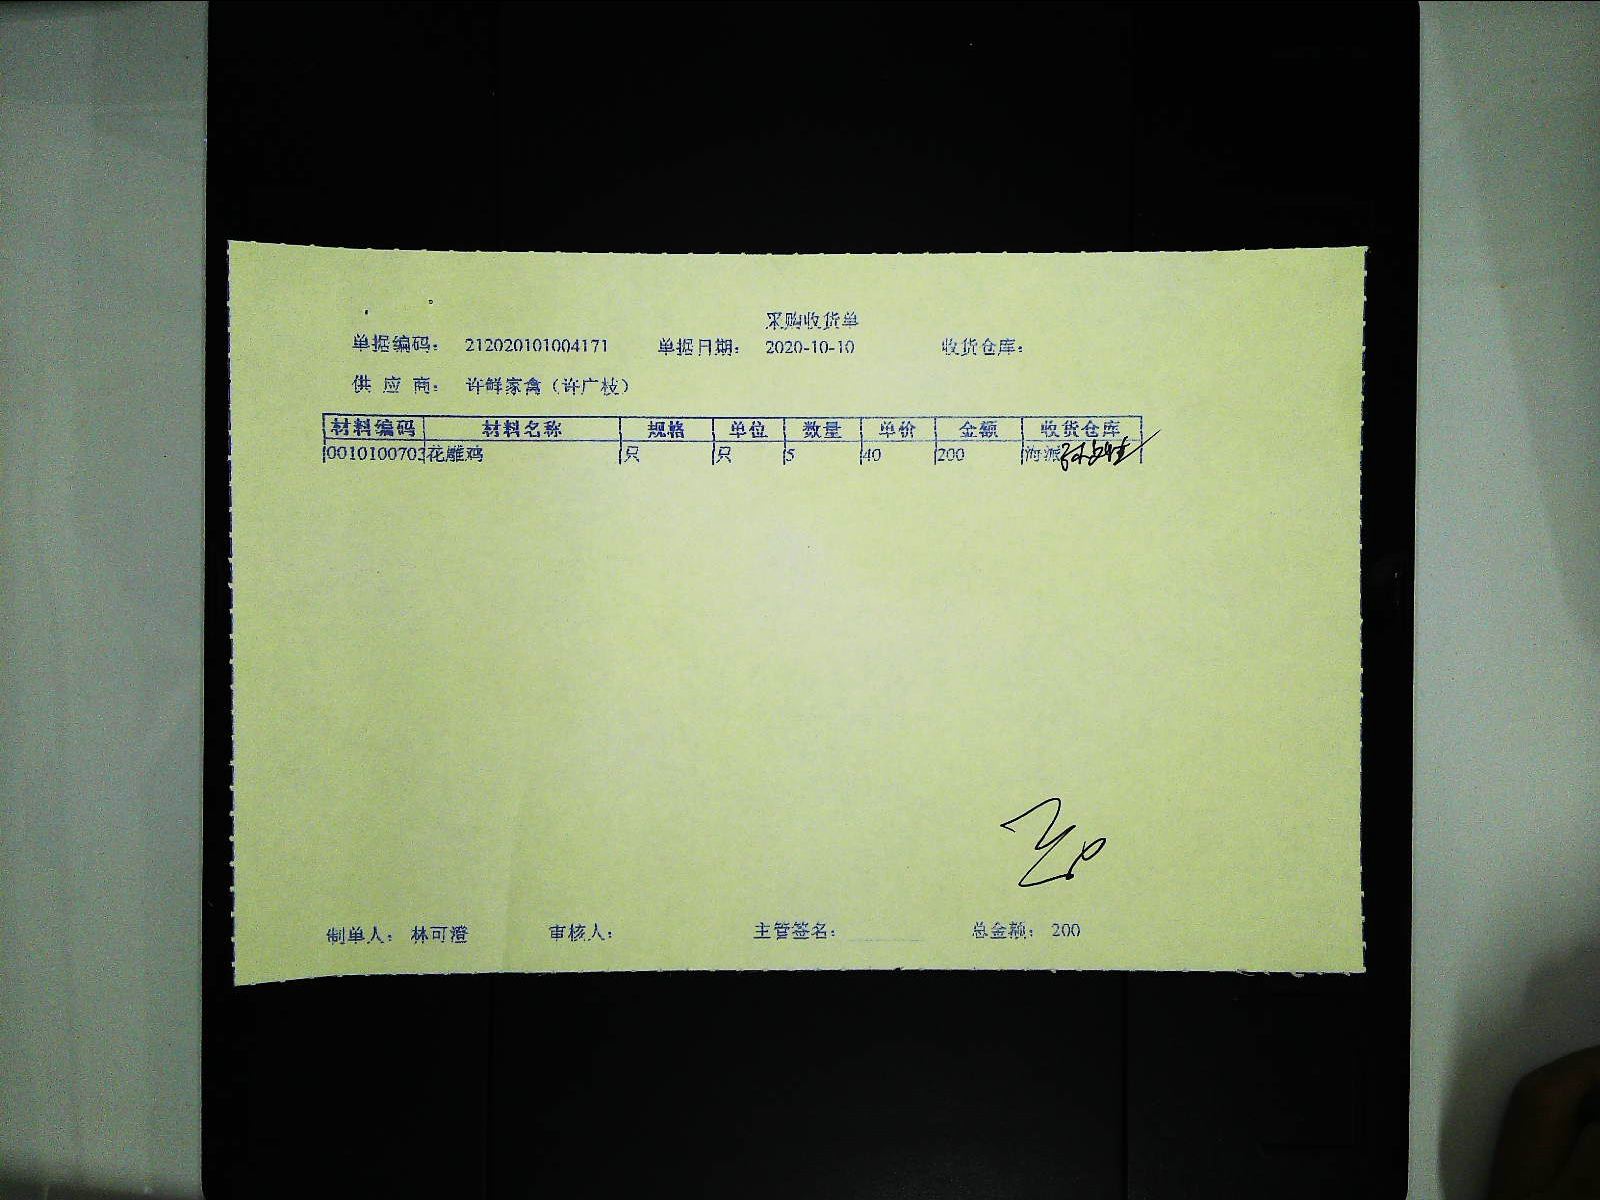 采购收货单
单据编码： 212020101004171 单据日期： 2020-10-10 收货仓库：
供 应 商： 许鲜家禽（许广枝）
材料编码 材料名称 规格 单位 数量 单价 金额 收货仓库
0010100703 花雕鸡 只 只 5 40 200 海派
制单人： 林可澄 审核人： 主管签名： 总金额： 200